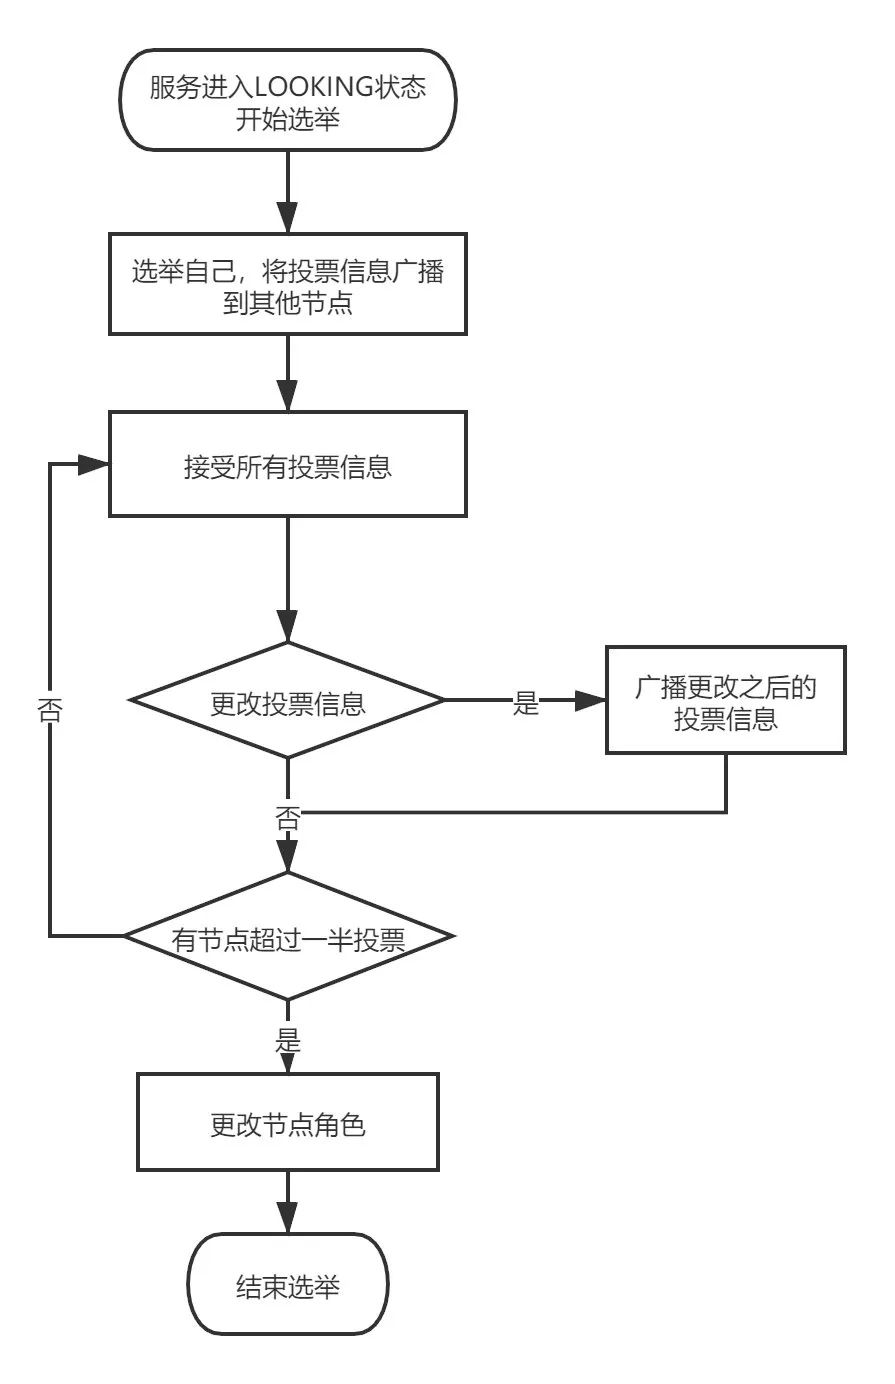 服务进入LOOKING状态
开始选举
选举自己，将投票信息广播
到其他节点
接受所有投票信息
更改投票信息
是
广播更改之后的
投票信息
否
否
有节点超过一半投票
是
更改节点角色
结束选举